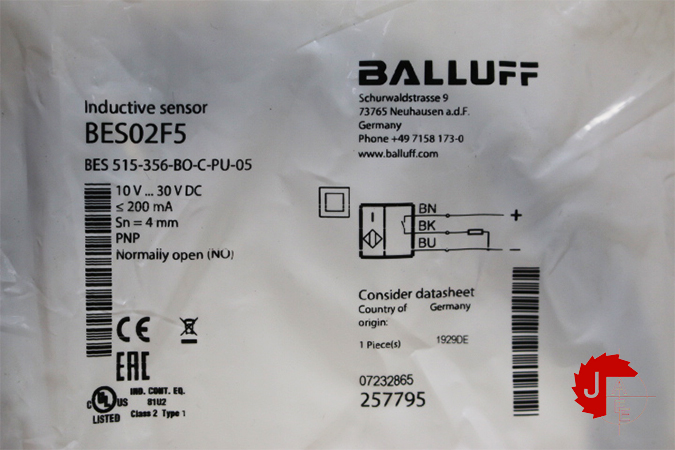 Inductive sensor
BES02F5
BES 515-356-BO-C-PU-05
10 V ... 30 V DC
≤ 200 mA
Sn = 4 mm
PNP
Normally open (NO)
CE
EAC
C UL US
LISTED
IND. CONT. EQ.
81U2
Class 2 Type 1
BALLUFF
Schurwaldstrasse 9
73765 Neuhausen a.d.F.
Germany
Phone +49 7158 173-0
www.balluff.com
BN
+
BK
BU
–
Consider datasheet
Country of Germany
origin:
1 Piece(s) 1929DE
07232865
257795
J